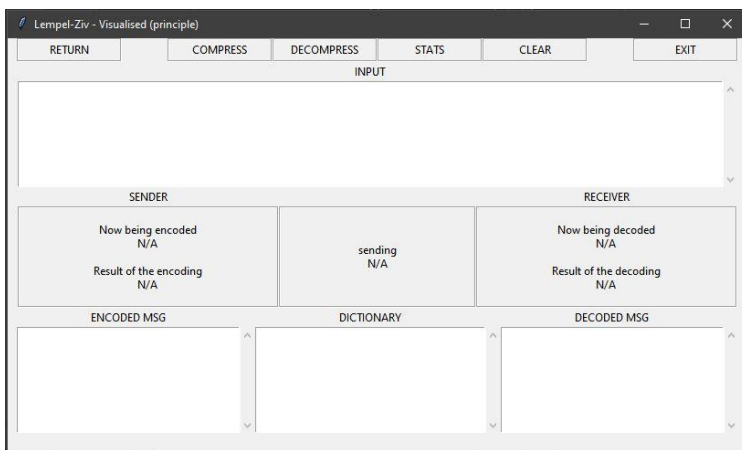 Lempel-Ziv - Visualised (principle)
RETURN COMPRESS DECOMPRESS STATS CLEAR EXIT
INPUT
SENDER RECEIVER
Now being encoded
N/A
Result of the encoding
N/A
sending
N/A
Now being decoded
N/A
Result of the decoding
N/A
ENCODED MSG DICTIONARY DECODED MSG